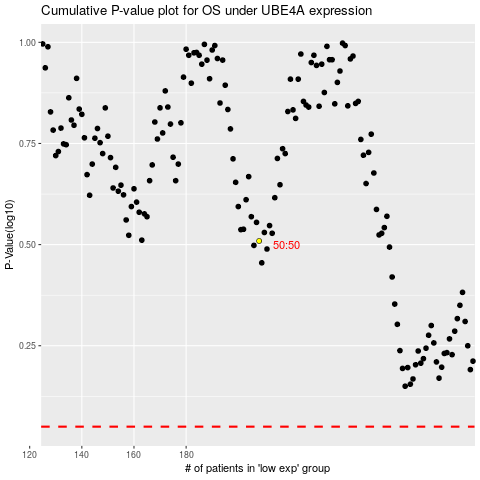 Cumulative P-value plot for OS under UBE4A expression
P-Value(log10)
1.00
0.75
0.50
0.25
50:50
120 140 160 180
# of patients in 'low exp' group